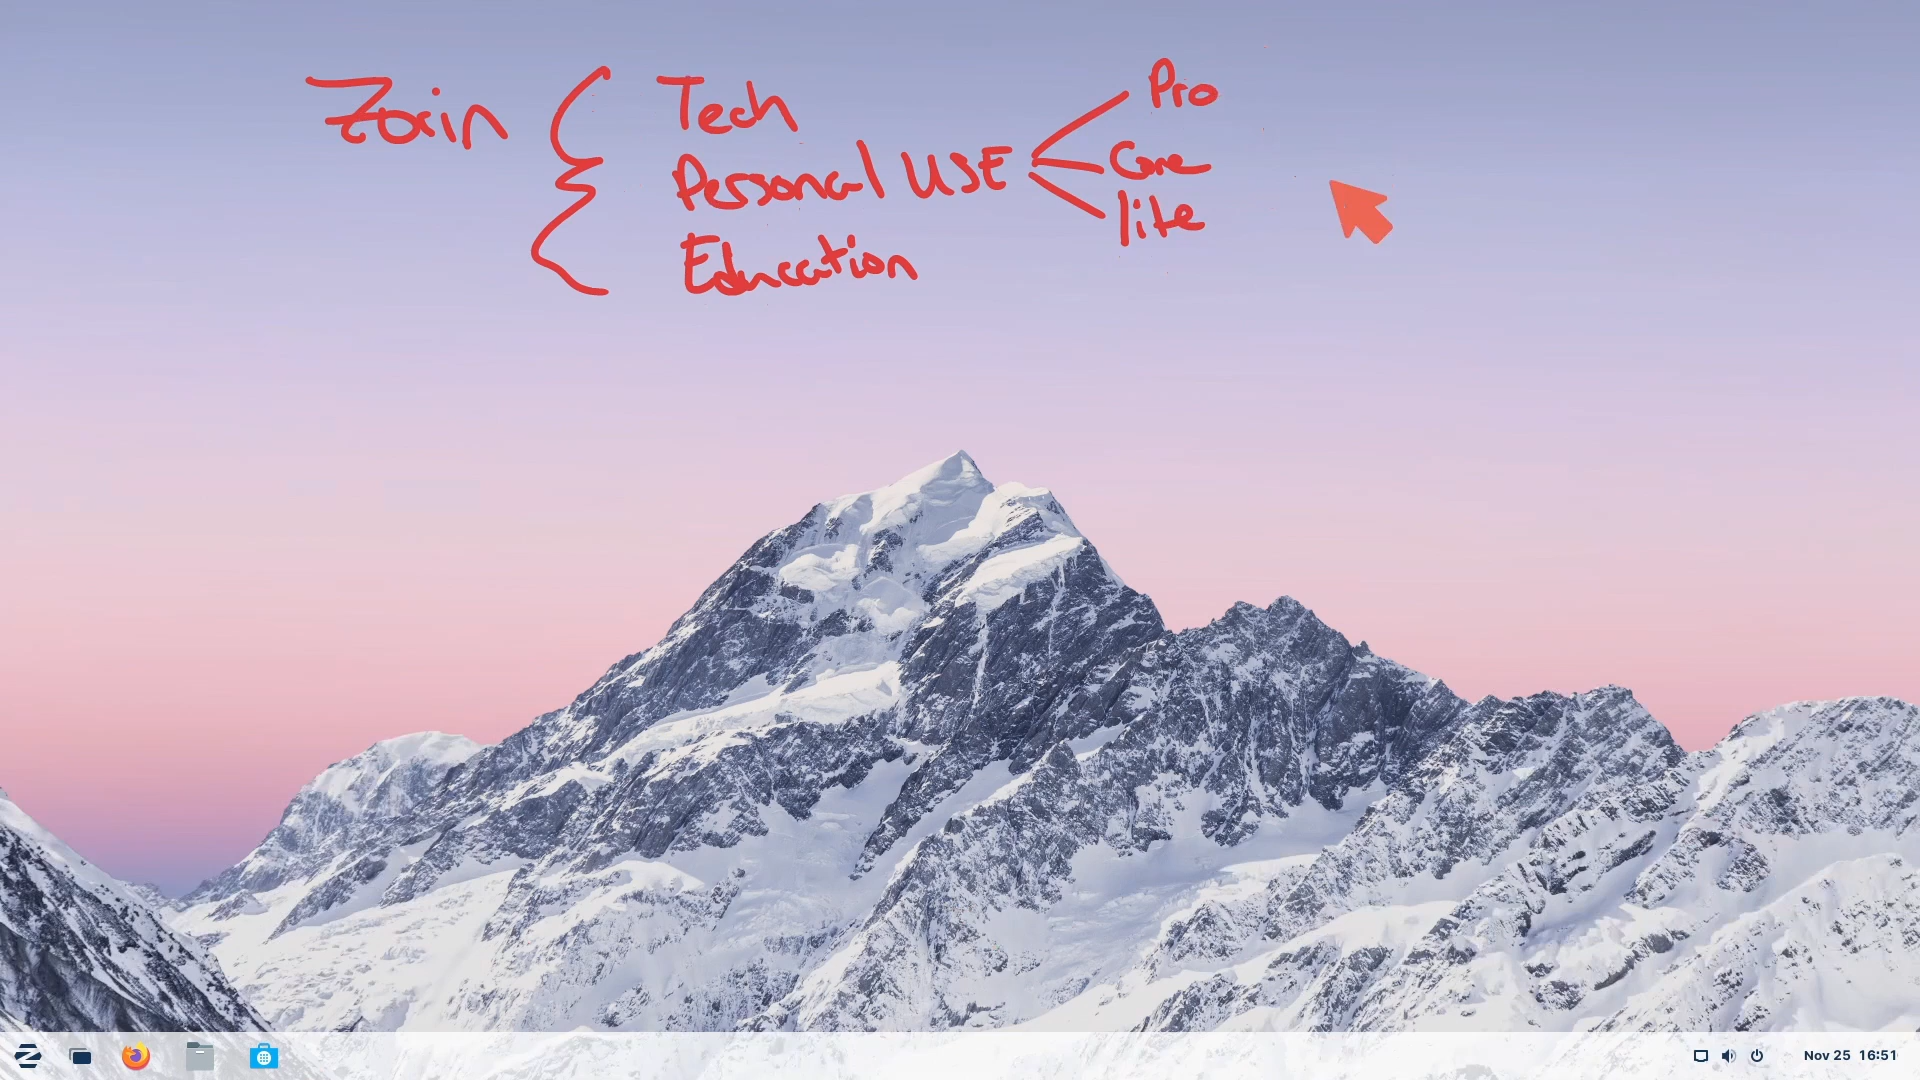 Zorin
Tech
Personal USE
Education
Pro
Core
lite
Nov 25 16:51